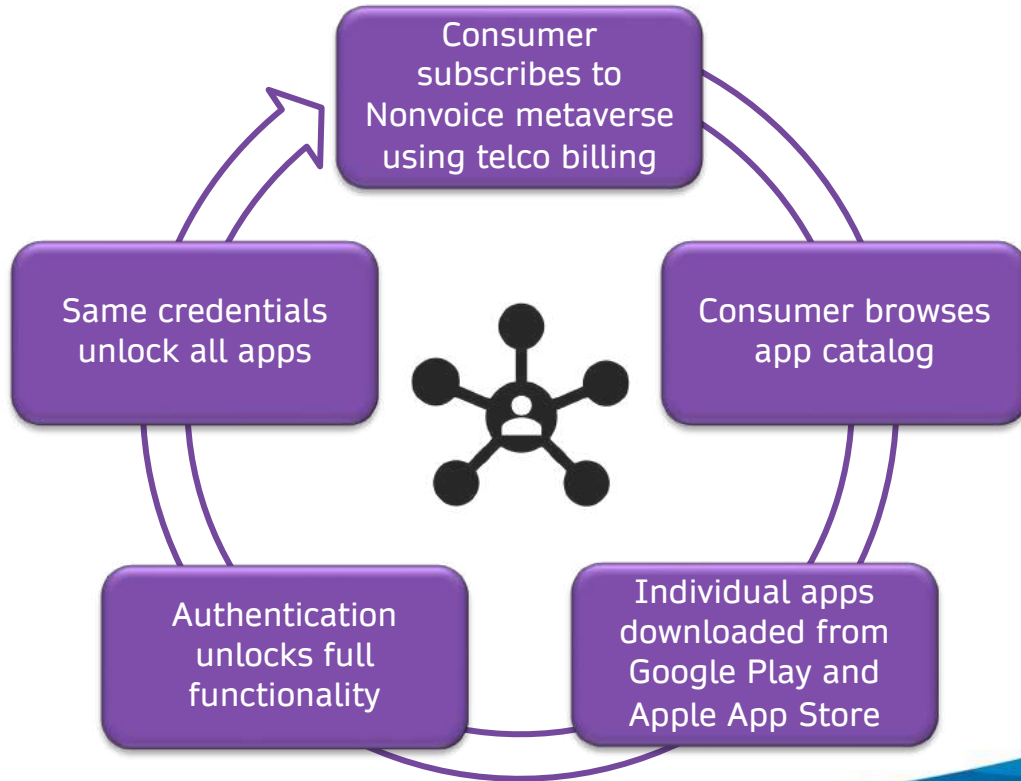 Consumer
subscribes to
Nonvoice metaverse
using telco billing
Consumer browses
app catalog
Individual apps
downloaded from
Google Play and
Apple App Store
Authentication
unlocks full
functionality
Same credentials
unlock all apps